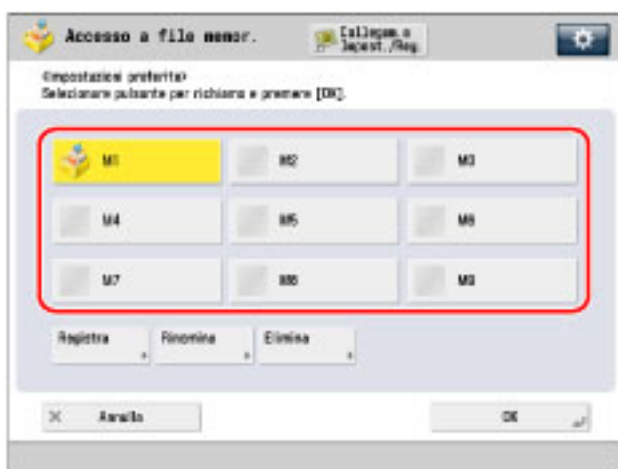 Accesso a file memor.
Collegam.a
Impost./Reg.
<Impostazioni preferite>
Selezionare pulsante per richiamo e premere [OK].
M1 M2 M3
M4 M5 M6
M7 M8 M9
Registra Rinomina Elimina
Annulla OK